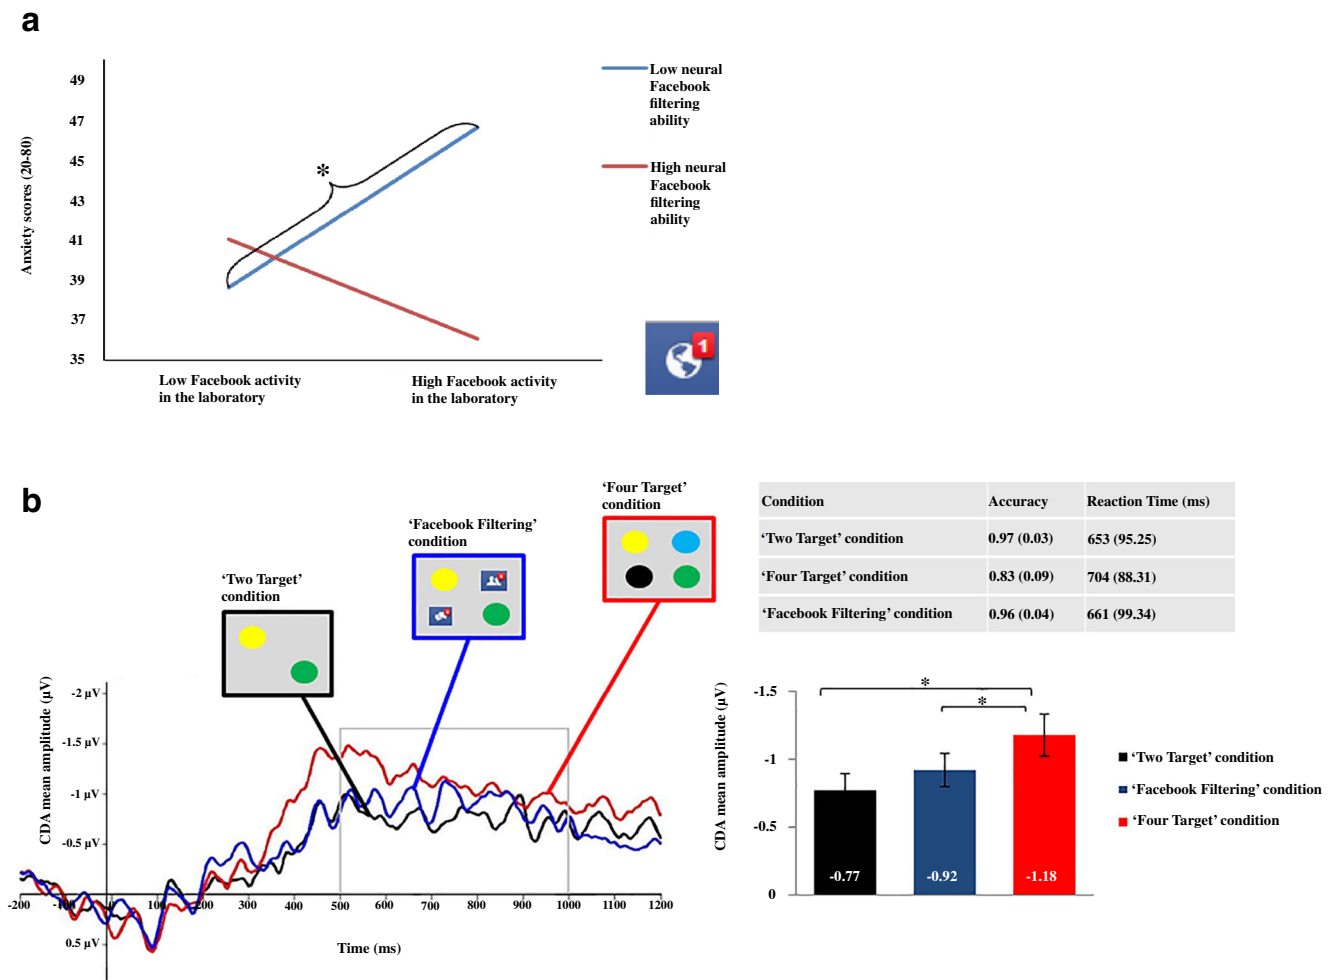 a
49
47
45
43
41
39
37
35
Anxiety scores (20-80)
*
Low neural
Facebook
filtering
ability
High neural
Facebook
filtering
ability
1
Low Facebook activity
in the laboratory
High Facebook activity
in the laboratory
b
'Two Target'
condition
'Facebook Filtering'
condition
'Four Target'
condition
CDA mean amplitude (µV)
-2 µV
-1.5 µV
-1 µV
-0.5 µV
0.5 µV
-200 -100 0 100 200 300 400 500 600 700 800 900 1000 1100 1200
Time (ms)
Condition Accuracy Reaction Time (ms)
'Two Target' condition 0.97 (0.03) 653 (95.25)
'Four Target' condition 0.83 (0.09) 704 (88.31)
'Facebook Filtering' condition 0.96 (0.04) 661 (99.34)
CDA mean amplitude (µV)
-1.5
-1
-0.5
0
*
*
-0.77
-0.92
-1.18
'Two Target' condition
'Facebook Filtering' condition
'Four Target' condition